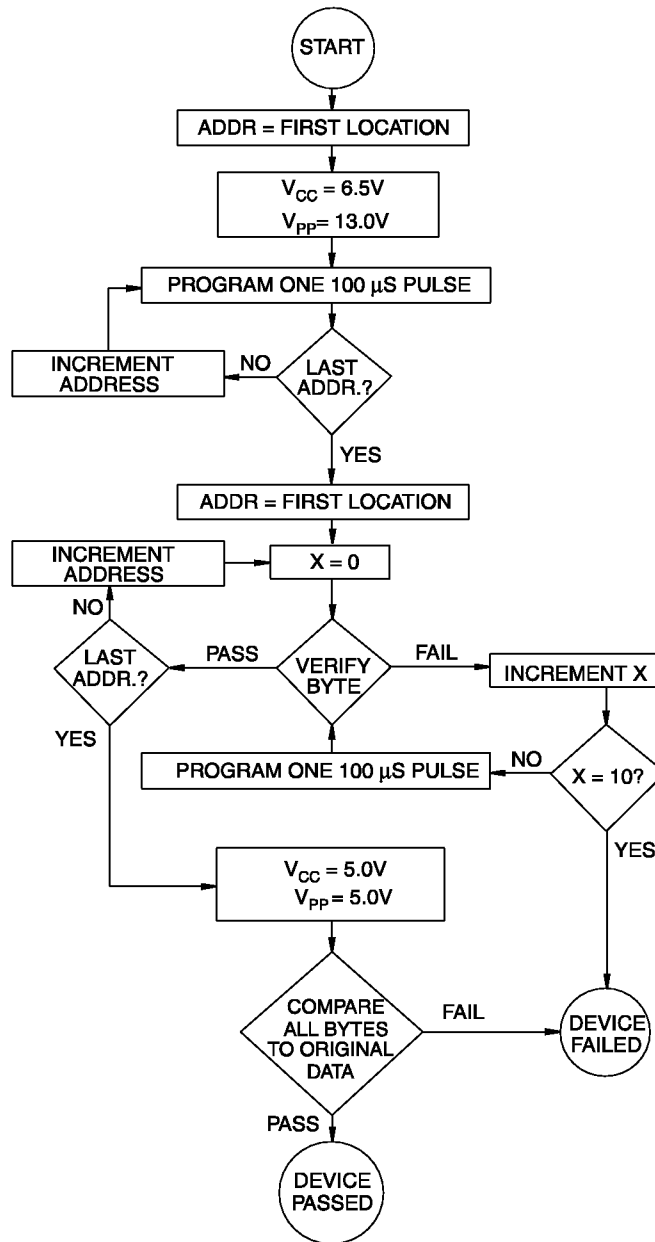 START
ADDR = FIRST LOCATION
VCC = 6.5V
VPP= 13.0V
PROGRAM ONE 100 μS PULSE
INCREMENT
ADDRESS
NO
LAST
ADDR.?
YES
ADDR = FIRST LOCATION
INCREMENT
ADDRESS
X = 0
NO
LAST
ADDR.?
PASS
VERIFY
BYTE
FAIL
INCREMENT X
YES
PROGRAM ONE 100 μS PULSE
NO
X = 10?
YES
VCC = 5.0V
VPP = 5.0V
COMPARE
ALL BYTES
TO ORIGINAL
DATA
FAIL
DEVICE
FAILED
PASS
DEVICE
PASSED